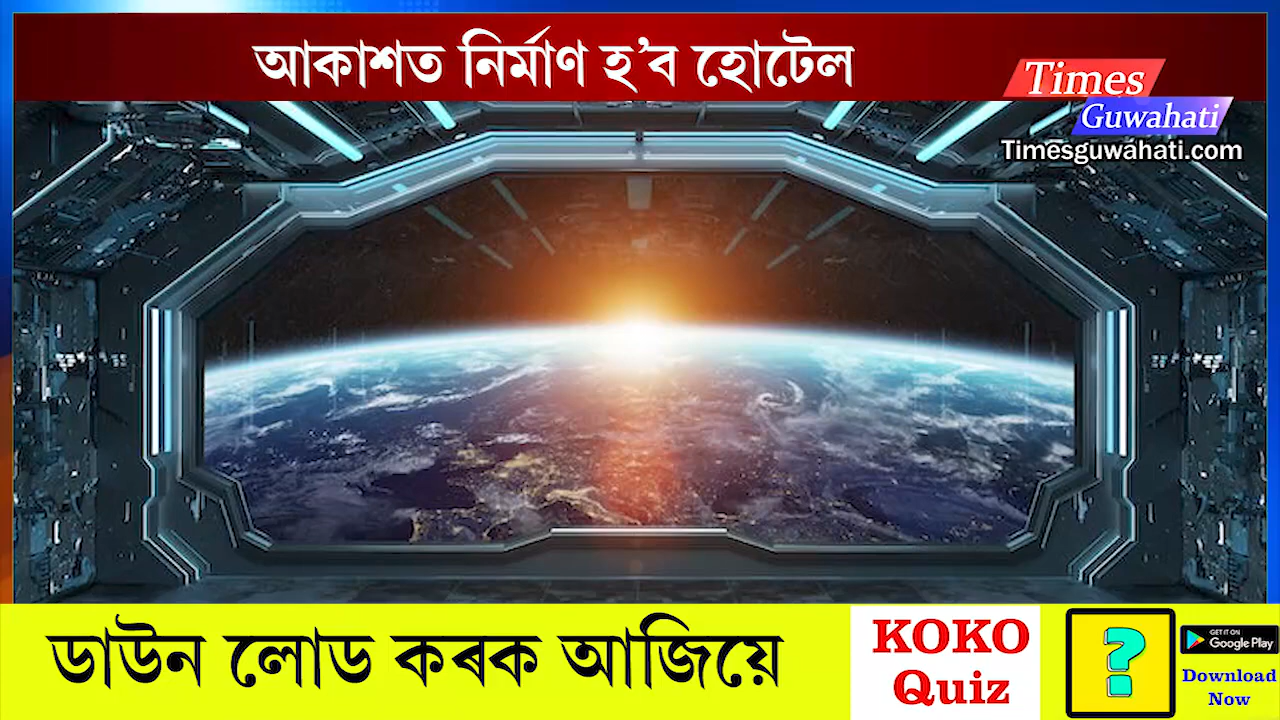 আকাশত নিৰ্মাণ হ'ব হোটেল
Times
Guwahati
Timesguwahati.com
ডাউন লোড কৰক আজিয়ে
KOKO
Quiz
?
GET IT ON
Google Play
Download
Now